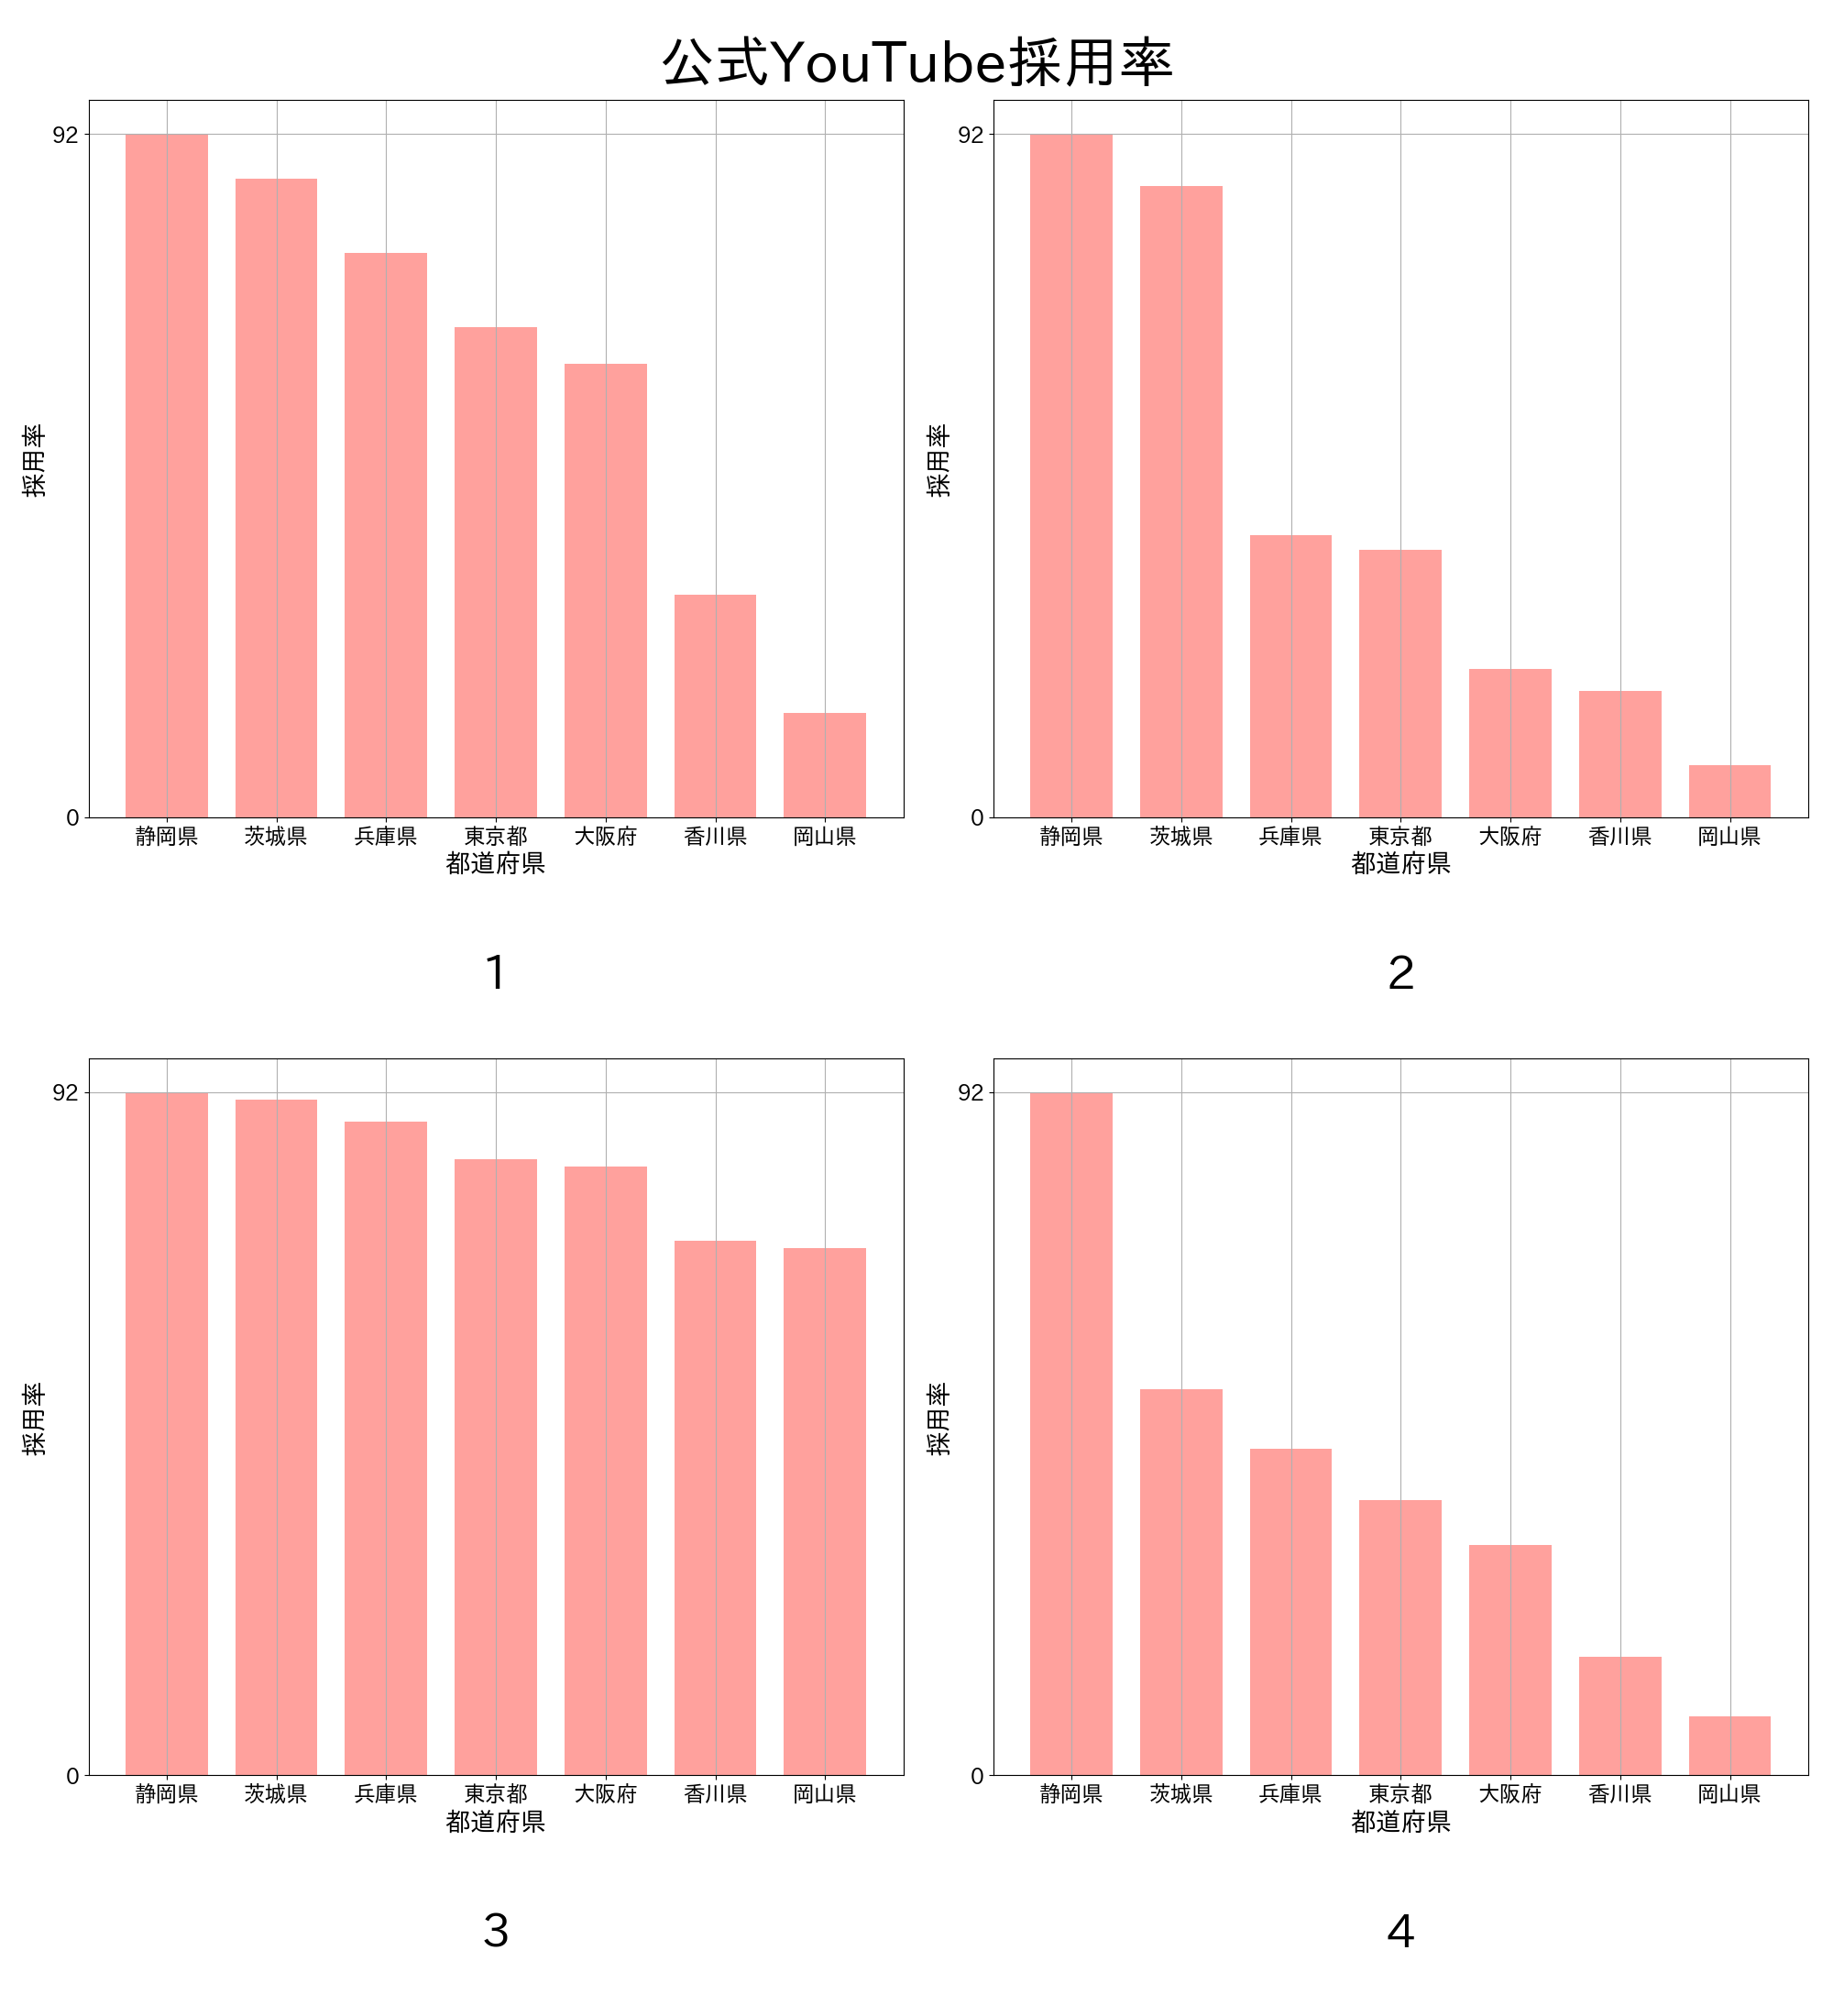 公式YouTube採用率
92
0
採用率
静岡県 茨城県 兵庫県 東京都 大阪府 香川県 岡山県
都道府県
1
92
0
採用率
静岡県 茨城県 兵庫県 東京都 大阪府 香川県 岡山県
都道府県
2
92
0
採用率
静岡県 茨城県 兵庫県 東京都 大阪府 香川県 岡山県
都道府県
3
92
0
採用率
静岡県 茨城県 兵庫県 東京都 大阪府 香川県 岡山県
都道府県
4